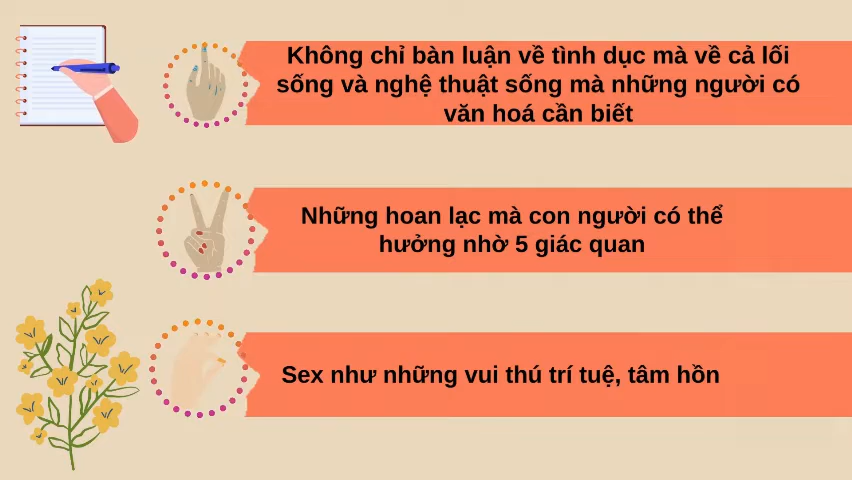 Không chỉ bàn luận về tình dục mà về cả lối
sống và nghệ thuật sống mà những người có
văn hoá cần biết
Những hoan lạc mà con người có thể
hưởng nhờ 5 giác quan
Sex như những vui thú trí tuệ, tâm hồn